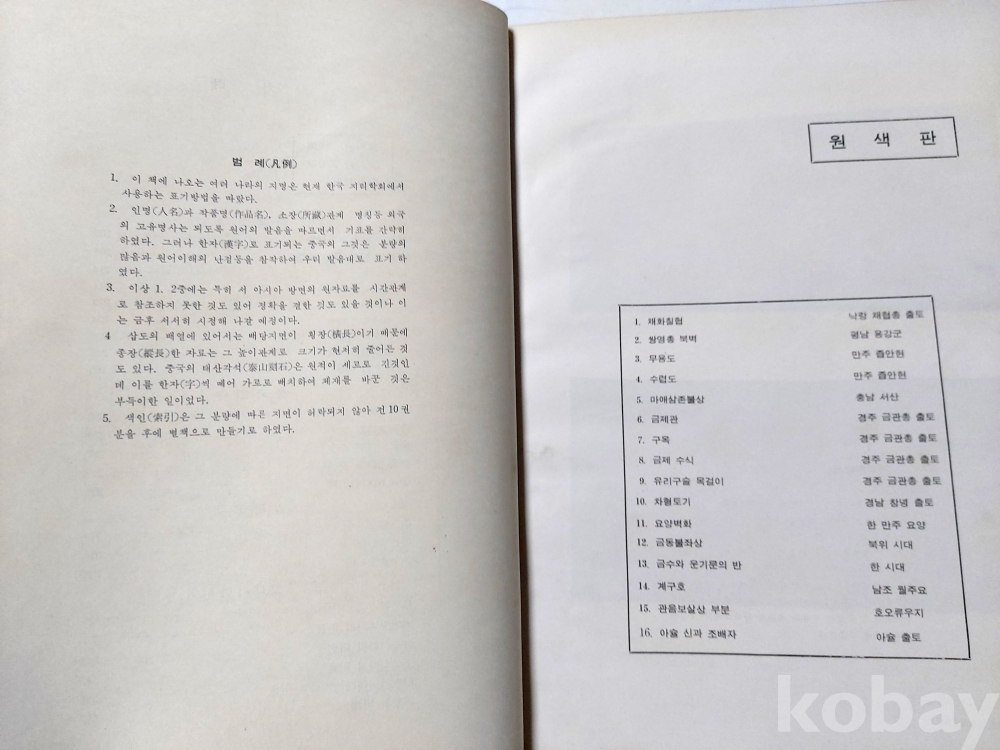 범 례(凡例)
1. 이 책에 나오는 여러 나라의 지명은 현재 한국 지리학회에서
사용하는 표기방법을 따랐다.
2. 인명(人名)과 작품명(作品名), 소장(所藏)관계 명칭등 외국
의 고유명사는 되도록 원어의 발음을 따르면서 기표를 간략히
하였다. 그러나 한자(漢字)로 표기되는 중국의 그것은 분량의
많음과 원어이해의 난점등을 참작하여 우리 발음대로 표기 하
였다.
3. 이상 1. 2중에는 특히 서 아시아 방면의 원자료를 시간관계
로 참조하지 못한 것도 있어 정확을 결한 것도 있을 것이나 이
는 금후 서서히 시정해 나갈 예정이다.
4 삽도의 배열에 있어서는 배당지면이 횡장(橫長)이기 때문에
종장(縱長)한 자료는 그 높이관계로 크기가 현저히 줄어든 것
도 있다. 중국의 태산각석(泰山刻石)은 원적이 세로로 긴것인
데 이를 한자(字)씩 떼어 가로로 배치하여 체재를 바꾼 것은
부득이한 일이었다.
5. 색인(索引)은 그 분량에 따른 지면이 허락되지 않아 전 10권
분을 후에 별책으로 만들기로 하였다.
원 색 판
1. 채화칠협 낙랑 채협총 출토
2. 쌍영총 북벽 평남 용강군
3. 무용도 만주 즙안현
4. 수렵도 만주 즙안현
5. 마애삼존불상 충남 서산
6. 금제관 경주 금관총 출토
7. 구옥 경주 금관총 출토
8. 금제 수식 경주 금관총 출토
9. 유리구슬 목걸이 경주 금관총 출토
10. 차형토기 경남 창녕 출토
11. 요양벽화 한 만주 요양
12. 금동불좌상 북위 시대
13. 금수와 운기문의 반 한 시대
14. 계구호 남조 월주요
15. 관음보살상 부분 호오류우지
16. 아슐 신과 조배자 아슐 출토
kobay